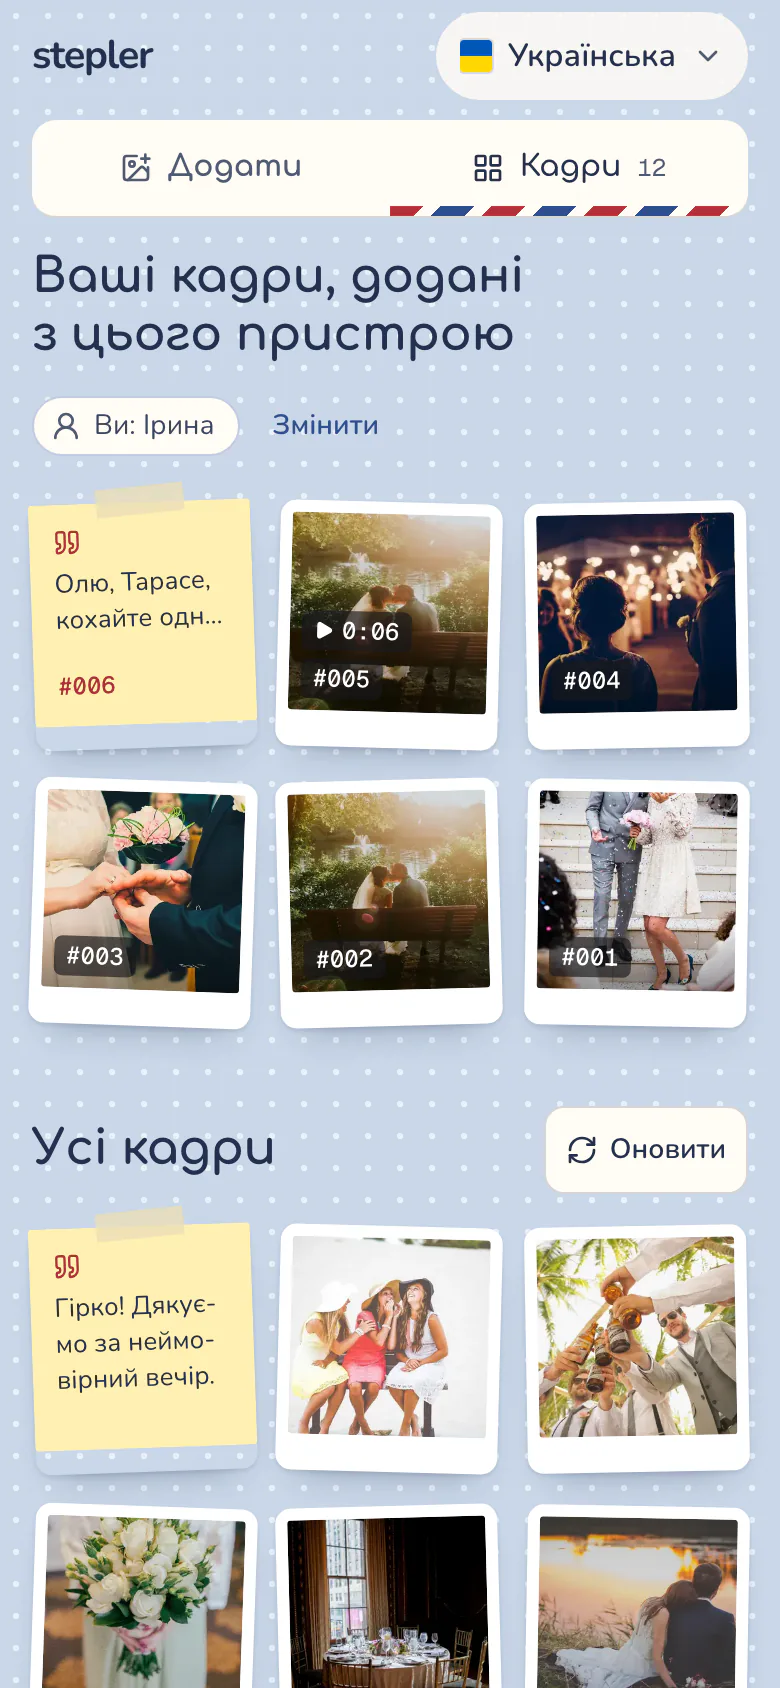 stepler
Українська
Додати
Кадри 12
Ваші кадри, додані
з цього пристрою
Ви: Ірина
Змінити
Олю, Тарасе,
кохайте одн...
#006
0:06
#005
#004
#003
#002
#001
Усі кадри
Оновити
Гірко! Дякує-
мо за неймо-
вірний вечір.